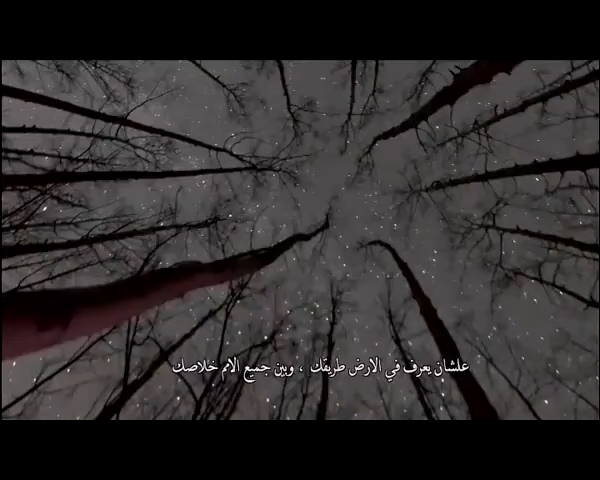 علشان يعرف في الارض طريقك ، وبين جميع الامم خلاصك